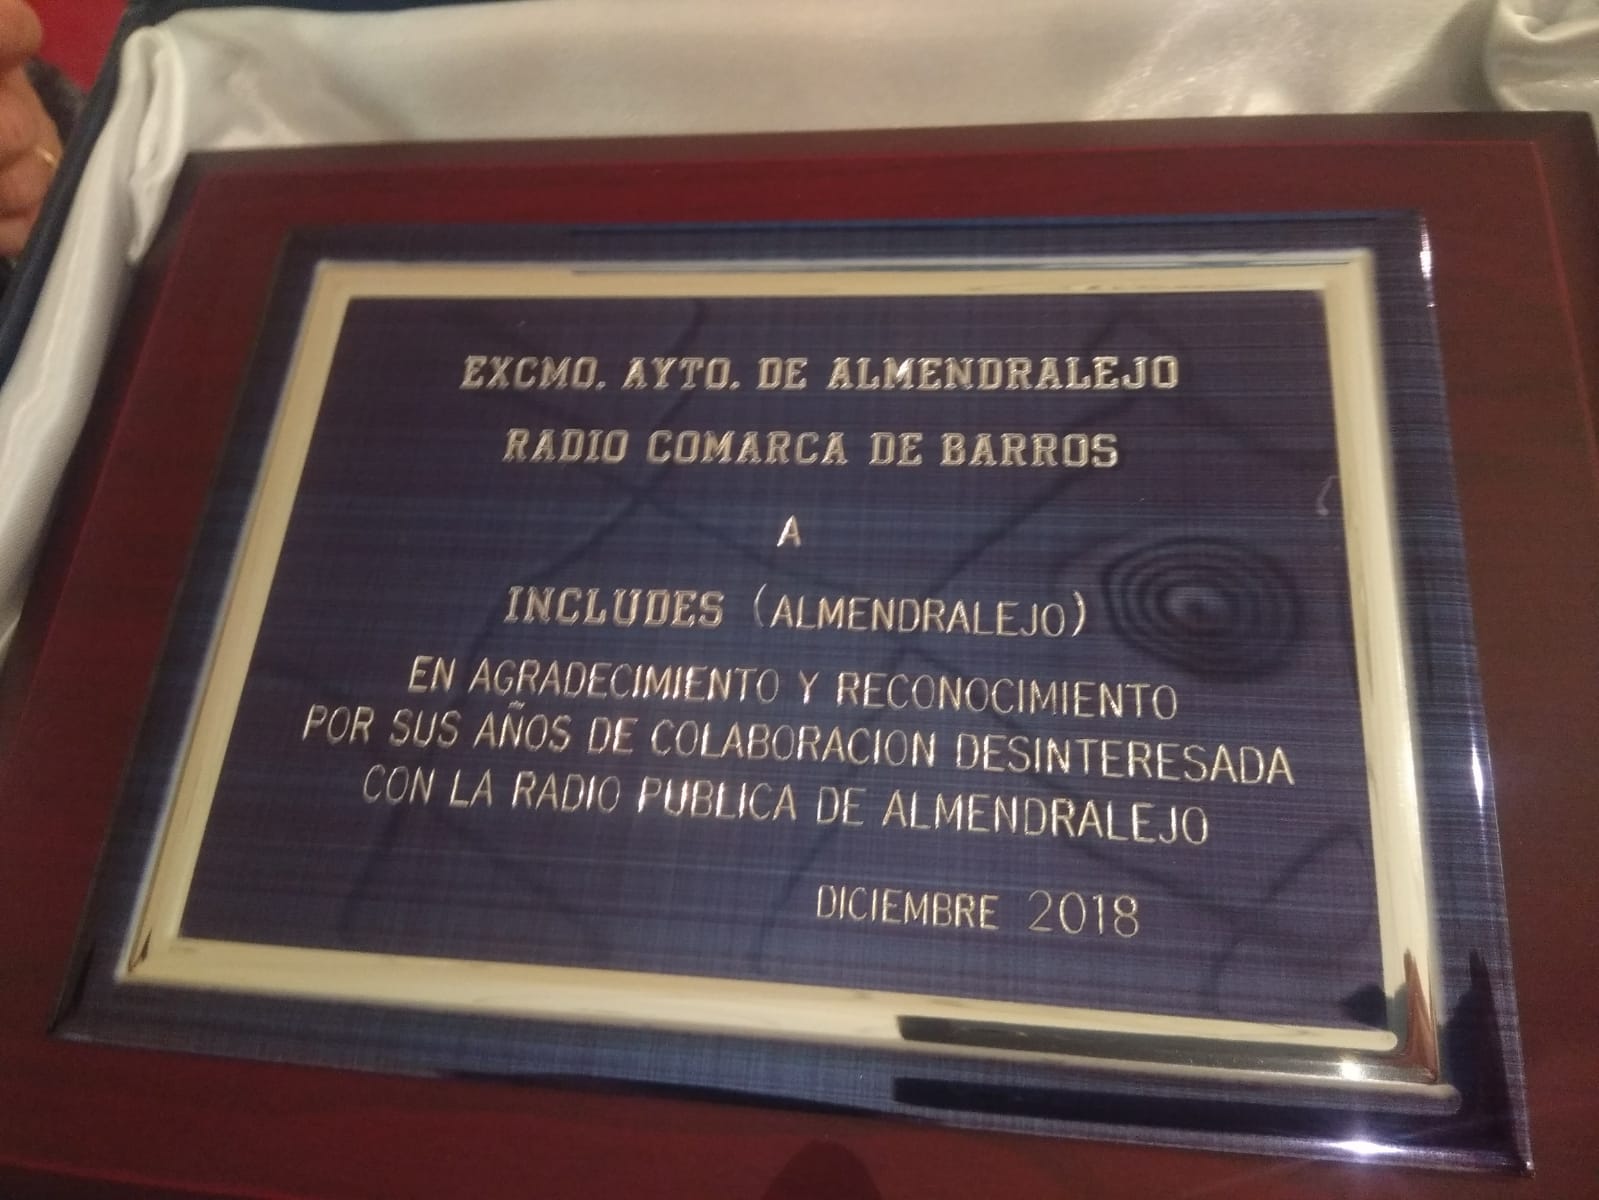 EXCMO. AYTO. DE ALMENDRALEJO
RADIO COMARCA DE BARROS
A
INCLUDES (ALMENDRALEJO)
EN AGRADECIMIENTO Y RECONOCIMIENTO
POR SUS AÑOS DE COLABORACION DESINTERESADA
CON LA RADIO PUBLICA DE ALMENDRALEJO
DICIEMBRE 2018